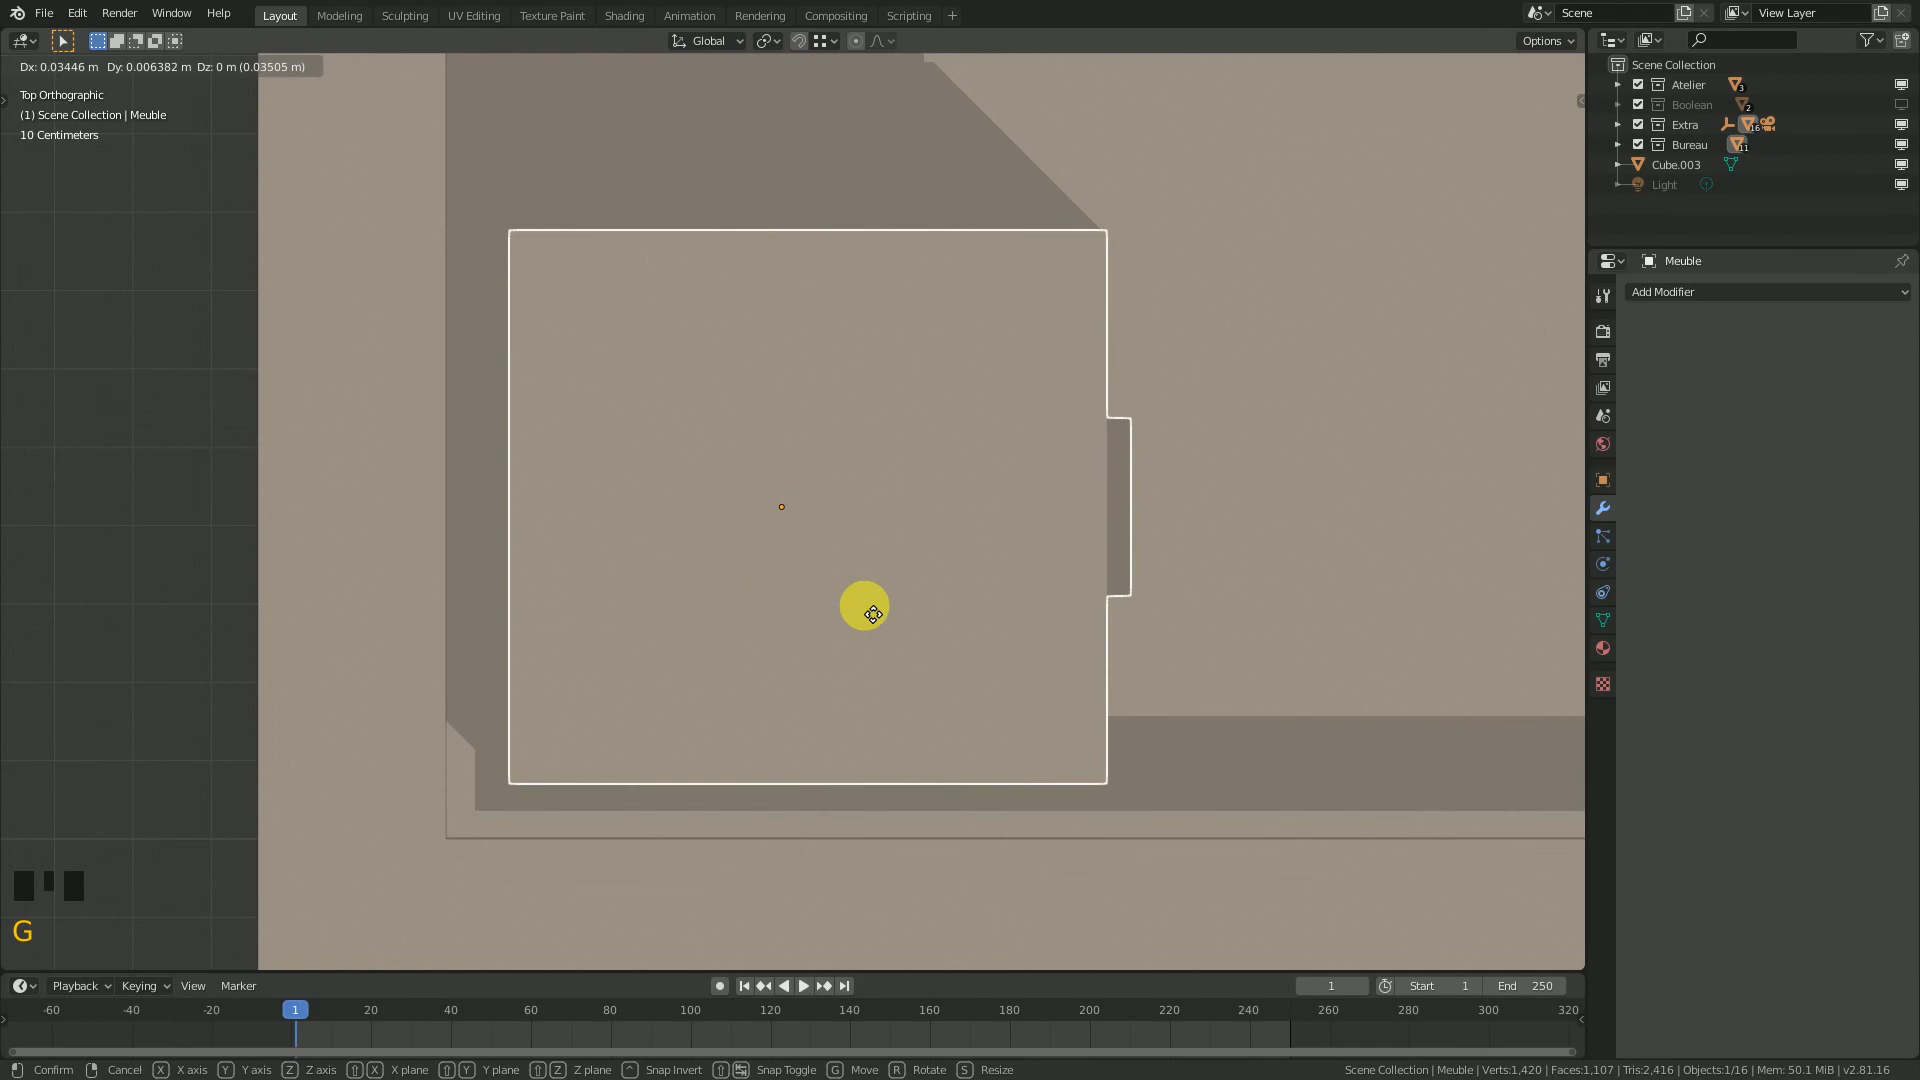 File Edit Render Window Help Layout Modeling Sculpting UV Editing Texture Paint Shading Animation Rendering Compositing Scripting Scene View Layer
Global Options
Dx: 0.03446 m Dy: 0.006382 m Dz: 0 m (0.03505 m)
Top Orthographic
(1) Scene Collection | Meuble
10 Centimeters
Scene Collection
Atelier 3
Boolean 2
Extra 16
Bureau 11
Cube.003
Light
Meuble
Add Modifier
G
Playback Keying View Marker 1 Start 1 End 250
-60 -40 -20 1 20 40 60 80 100 120 140 160 180 200 220 240 260 280 300 320
Confirm Cancel X X axis Y Y axis Z Z axis X X plane Y Y plane Z Z plane ^ Snap Invert Snap Toggle G Move R Rotate S Resize Scene Collection | Meuble | Verts:1,420 | Faces:1,107 | Tris:2,416 | Objects:1/16 | Mem: 50.1 MiB | v2.81.16